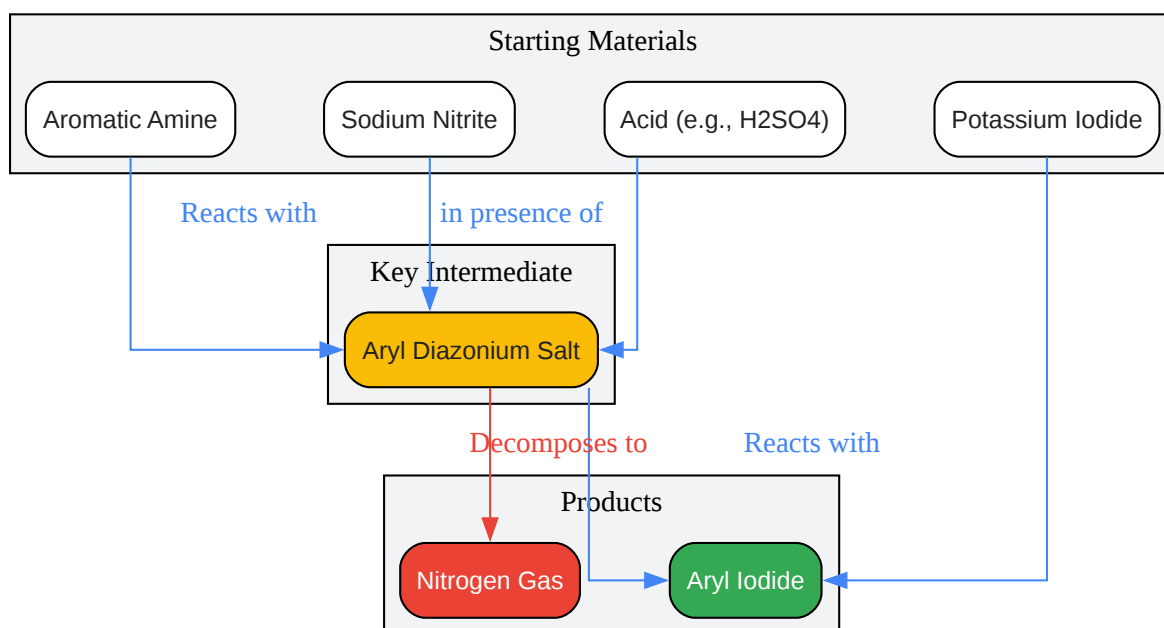 Starting Materials
Aromatic Amine
Sodium Nitrite
Acid (e.g., H2SO4)
Potassium Iodide
Reacts with
in presence of
Key Intermediate
Aryl Diazonium Salt
Decomposes to
Reacts with
Products
Nitrogen Gas
Aryl Iodide